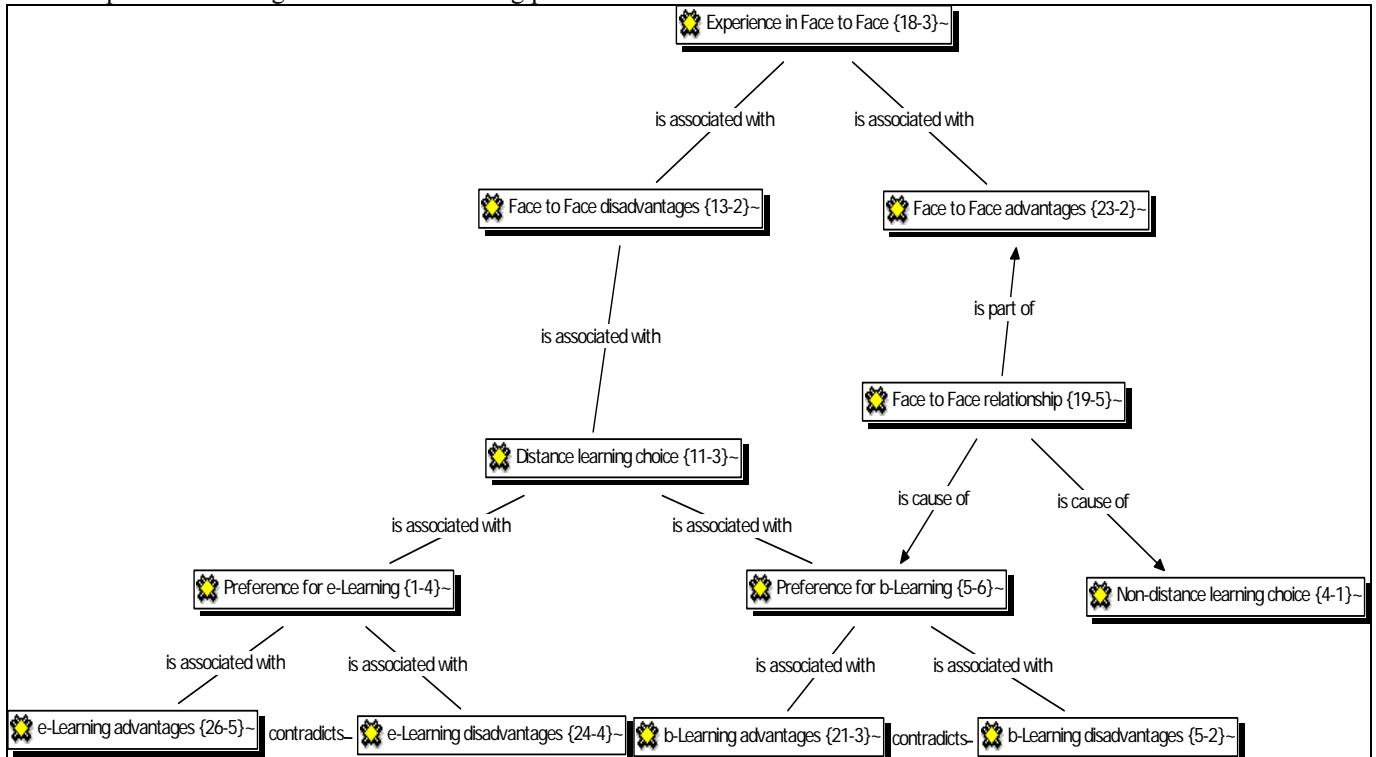 Experience in Face to Face {18-3}~
is associated with
is associated with
Face to Face disadvantages {13-2}~
Face to Face advantages {23-2}~
is part of
is associated with
Face to Face relationship {19-5}~
Distance learning choice {11-3}~
is cause of
is cause of
is associated with
is associated with
Preference for e-Learning {1-4}~
Preference for b-Learning {5-6}~
Non-distance learning choice {4-1}~
is associated with
is associated with
is associated with
is associated with
e-Learning advantages {26-5}~
contradicts
e-Learning disadvantages {24-4}~
b-Learning advantages {21-3}~
contradicts
b-Learning disadvantages {5-2}~